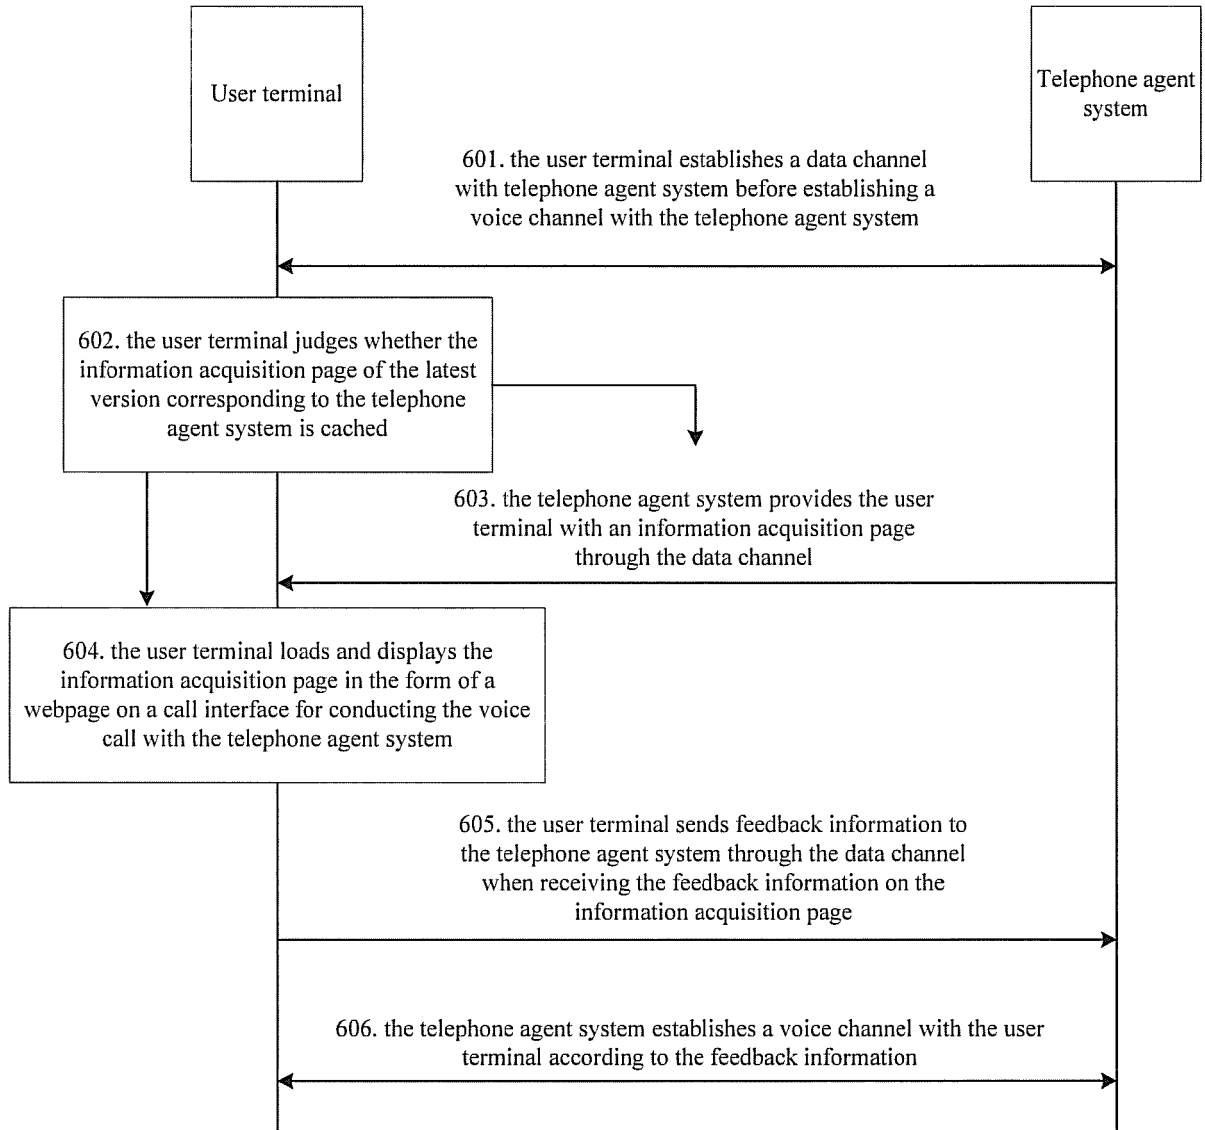 User terminal
Telephone agent
system
601. the user terminal establishes a data channel
with telephone agent system before establishing a
voice channel with the telephone agent system
602. the user terminal judges whether the
information acquisition page of the latest
version corresponding to the telephone
agent system is cached
603. the telephone agent system provides the user
terminal with an information acquisition page
through the data channel
604. the user terminal loads and displays the
information acquisition page in the form of a
webpage on a call interface for conducting the voice
call with the telephone agent system
605. the user terminal sends feedback information to
the telephone agent system through the data channel
when receiving the feedback information on the
information acquisition page
606. the telephone agent system establishes a voice channel with the user
terminal according to the feedback information